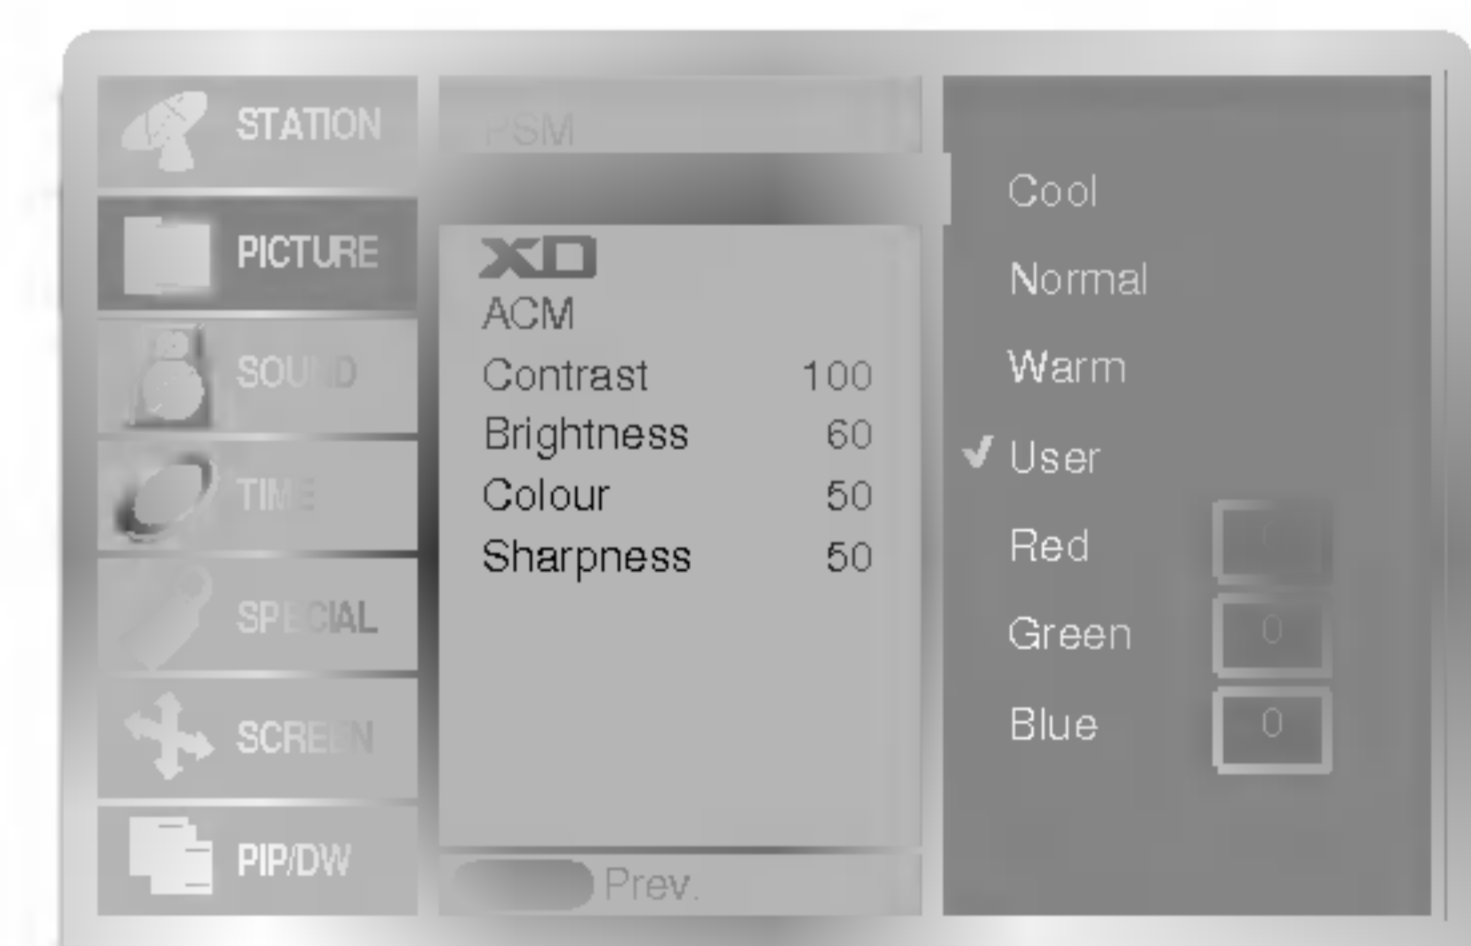 STATION
PICTURE
SOUND
TIME
SPECIAL
SCREEN
PIP/DW
PSM
XD
ACM
Contrast 100
Brightness 60
Colour 50
Sharpness 50
Prev.
Cool
Normal
Warm
User
Red 0
Green 0
Blue 0